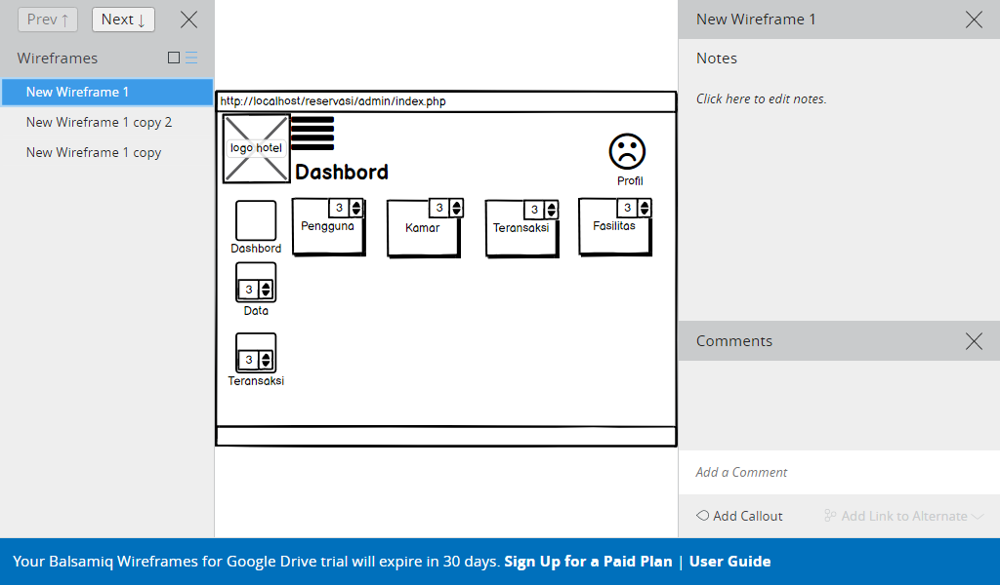 Prev ↑ Next ↓
Wireframes
New Wireframe 1
New Wireframe 1 copy 2
New Wireframe 1 copy
http://localhost/reservasi/admin/index.php
logo hotel
Dashbord
Profil
3
Pengguna
3
Kamar
3
Teransaksi
3
Fasilitas
Dashbord
3
Data
3
Teransaksi
New Wireframe 1
Notes
Click here to edit notes.
Comments
Add a Comment
Add Callout Add Link to Alternate
Your Balsamiq Wireframes for Google Drive trial will expire in 30 days. Sign Up for a Paid Plan | User Guide